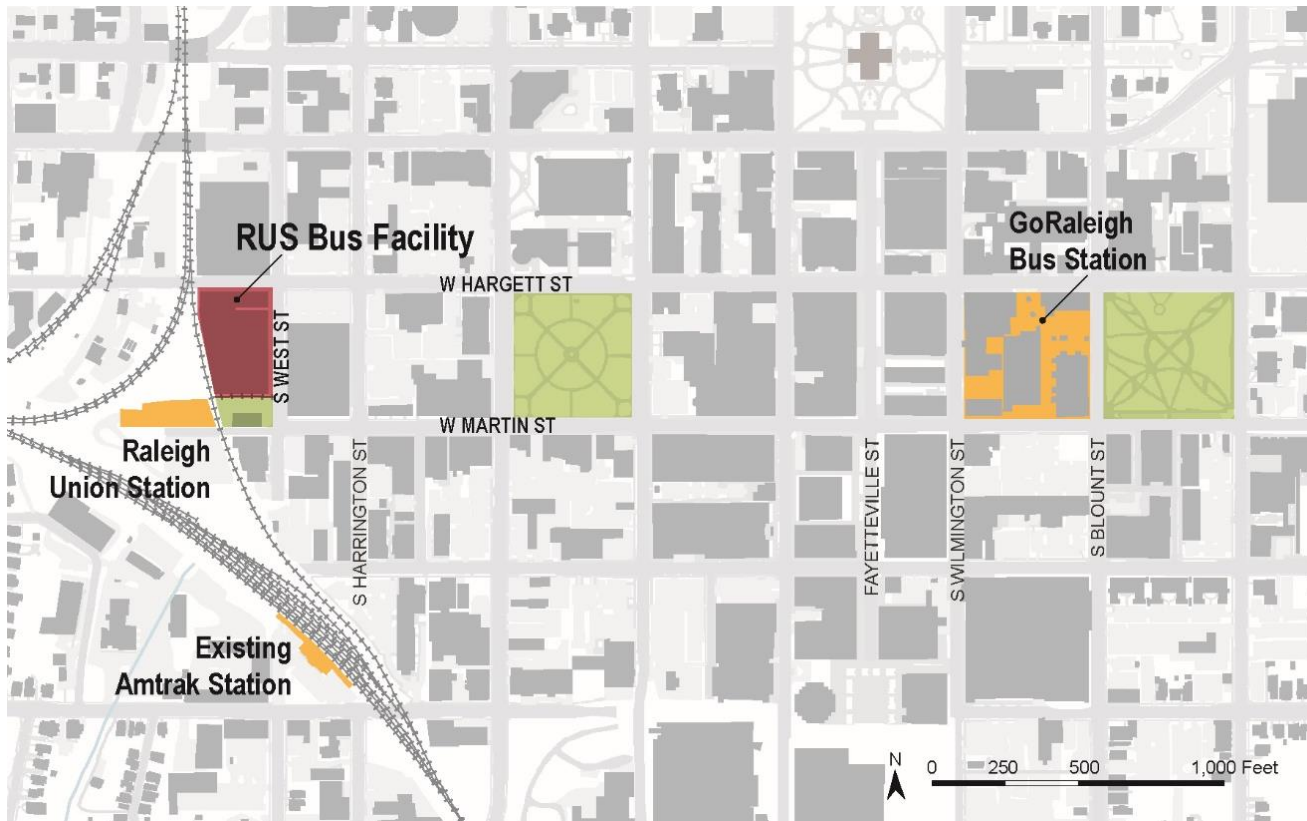 RUS Bus Facility
GoRaleigh
Bus Station
W HARGETT ST
S WEST ST
W MARTIN ST
Raleigh
Union Station
S HARRINGTON ST
FAYETTEVILLE ST
S WILMINGTON ST
S BLOUNT ST
Existing
Amtrak Station
N
0 250 500 1,000 Feet